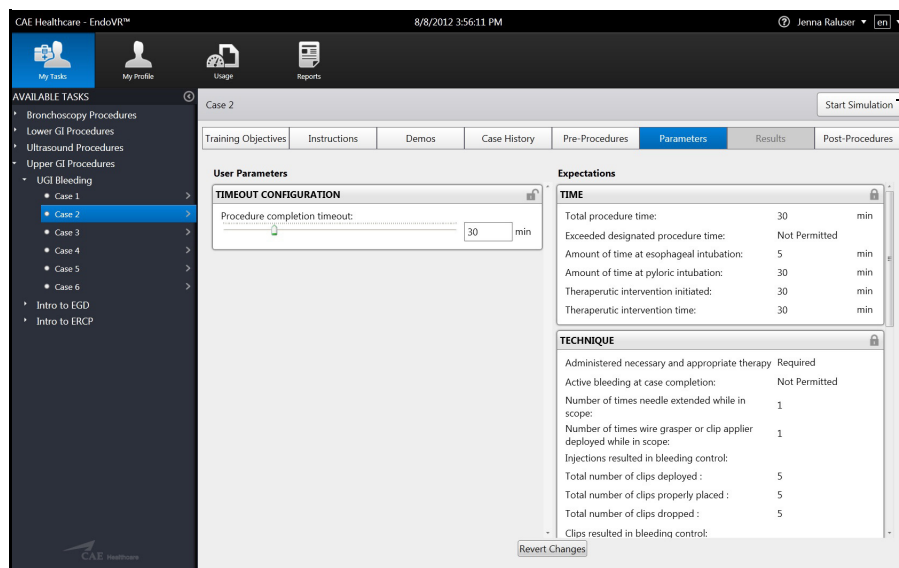 CAE Healthcare - EndoVR™
8/8/2012 3:56:11 PM
Jenna Raluser
en
My Tasks
My Profile
Usage
Reports
AVAILABLE TASKS
Bronchoscopy Procedures
Lower GI Procedures
Ultrasound Procedures
Upper GI Procedures
UGI Bleeding
Case 1
Case 2
Case 3
Case 4
Case 5
Case 6
Intro to EGD
Intro to ERCP
CAE Healthcare
Case 2
Start Simulation
Training Objectives
Instructions
Demos
Case History
Pre-Procedures
Parameters
Results
Post-Procedures
User Parameters
TIMEOUT CONFIGURATION
Procedure completion timeout:
30 min
Expectations
TIME
Total procedure time: 30 min
Exceeded designated procedure time: Not Permitted
Amount of time at esophageal intubation: 5 min
Amount of time at pyloric intubation: 30 min
Theraperutic intervention initiated: 30 min
Theraperutic intervention time: 30 min
TECHNIQUE
Administered necessary and appropriate therapy Required
Active bleeding at case completion: Not Permitted
Number of times needle extended while in
scope: 1
Number of times wire grasper or clip applier
deployed while in scope: 1
Injections resulted in bleeding control:
Total number of clips deployed : 5
Total number of clips properly placed : 5
Total number of clips dropped : 5
Clips resulted in bleeding control:
Revert Changes